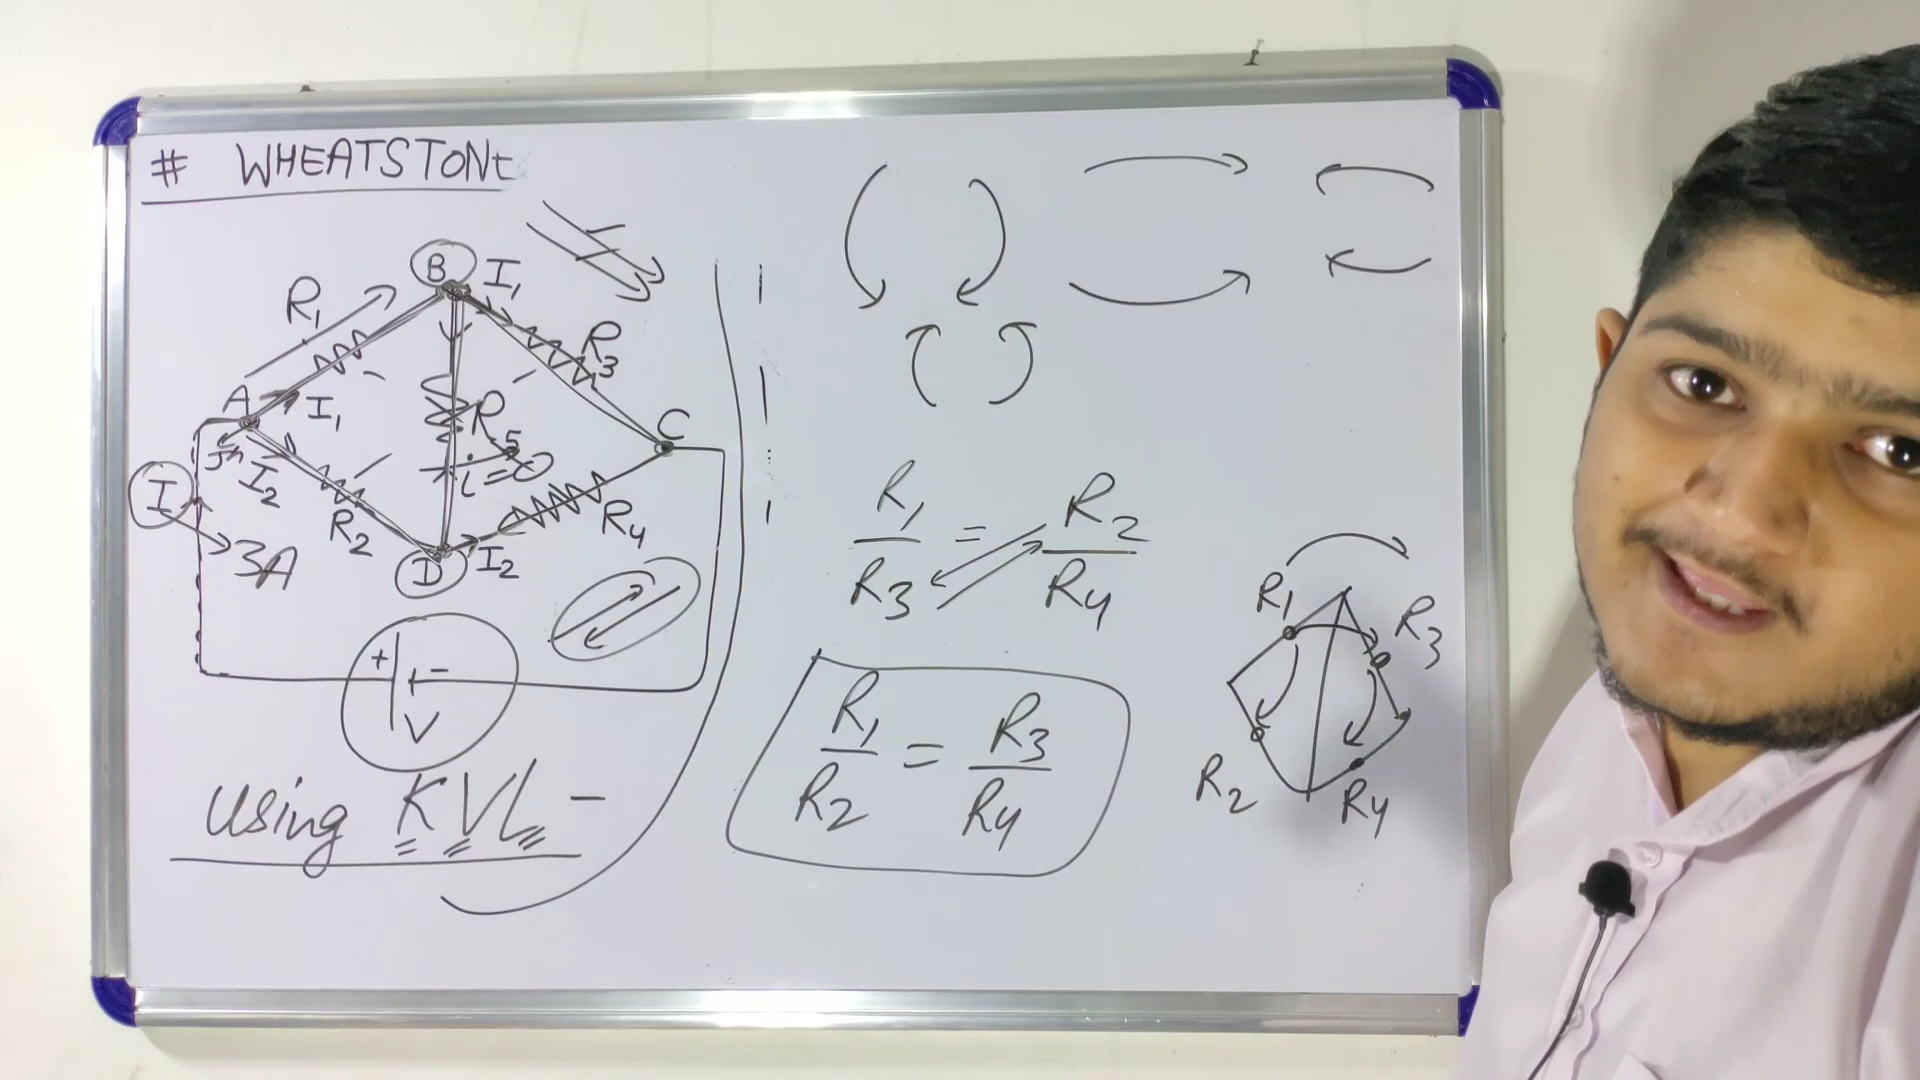 # WHEATSTONE
B
I₁
R₁
R₃
A
I₁
R₅
C
I₂
i=0
I
R₂
R₄
3A
D
I₂
+ -
V
Using KVL -
R₁/R₃ = R₂/R₄
R₁/R₂ = R₃/R₄
R₁
R₃
R₂
R₄